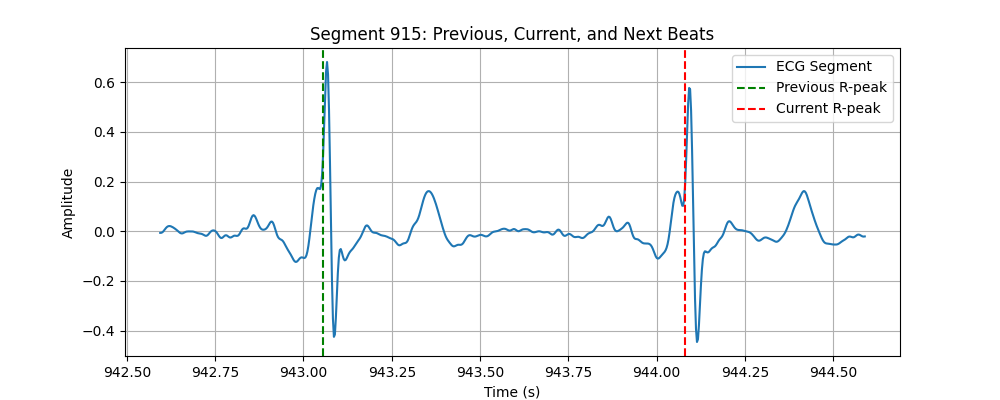 Segment 915: Previous, Current, and Next Beats
ECG Segment
Previous R-peak
Current R-peak
0.6
0.4
0.2
0.0
−0.2
−0.4
Amplitude
942.50 942.75 943.00 943.25 943.50 943.75 944.00 944.25 944.50
Time (s)